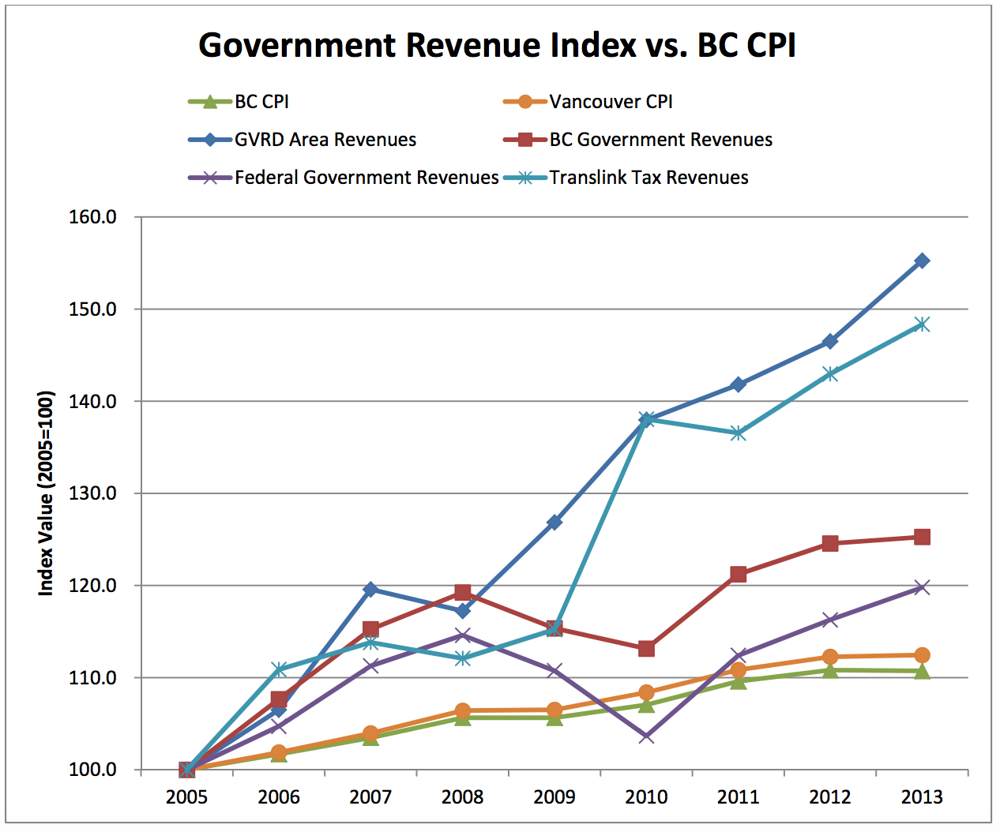 Government Revenue Index vs. BC CPI
BC CPI
Vancouver CPI
GVRD Area Revenues
BC Government Revenues
Federal Government Revenues
Translink Tax Revenues
Index Value (2005=100)
160.0
150.0
140.0
130.0
120.0
110.0
100.0
2005 2006 2007 2008 2009 2010 2011 2012 2013